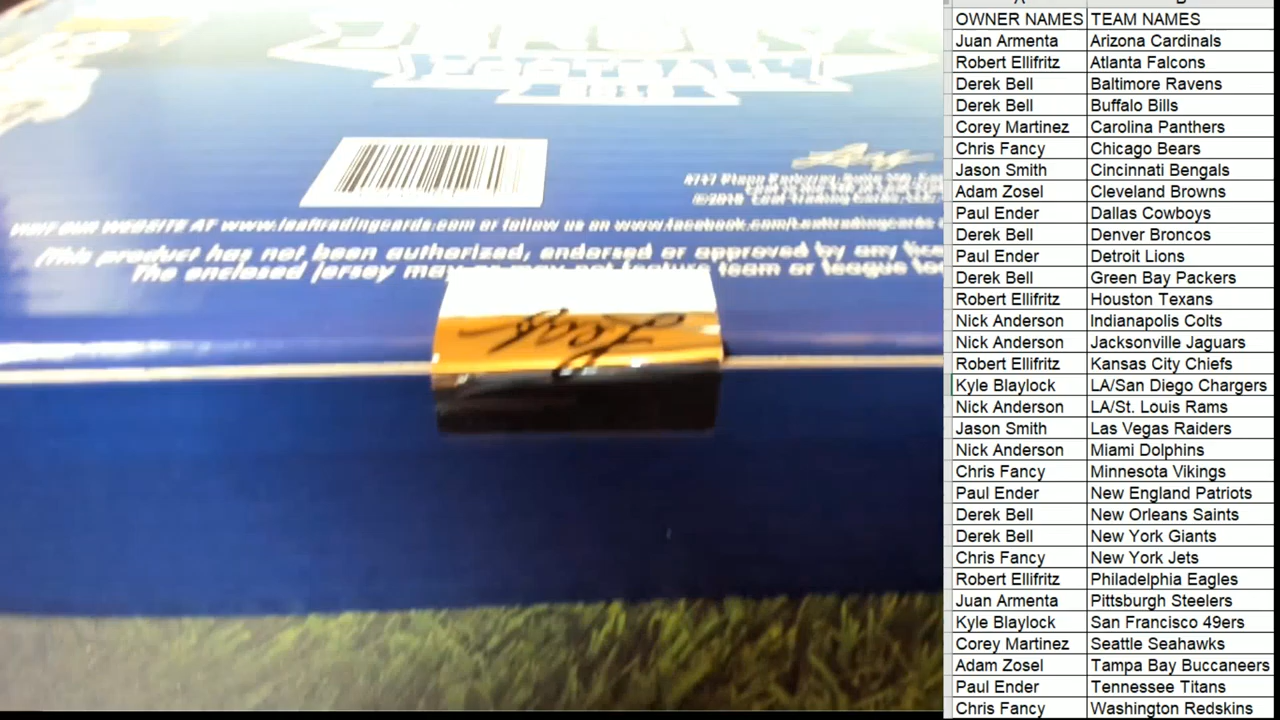 FOOTBALL
2018
VISIT OUR WEBSITE AT www.leaftradingcards.com or follow us on www.facebook.com/Leaftradingcards
(This product has not been authorized, endorsed or approved by any
The enclosed jersey may or may not feature team or league
Leaf
OWNER NAMES TEAM NAMES
Juan Armenta Arizona Cardinals
Robert Ellifritz Atlanta Falcons
Derek Bell Baltimore Ravens
Derek Bell Buffalo Bills
Corey Martinez Carolina Panthers
Chris Fancy Chicago Bears
Jason Smith Cincinnati Bengals
Adam Zosel Cleveland Browns
Paul Ender Dallas Cowboys
Derek Bell Denver Broncos
Paul Ender Detroit Lions
Derek Bell Green Bay Packers
Robert Ellifritz Houston Texans
Nick Anderson Indianapolis Colts
Nick Anderson Jacksonville Jaguars
Robert Ellifritz Kansas City Chiefs
Kyle Blaylock LA/San Diego Chargers
Nick Anderson LA/St. Louis Rams
Jason Smith Las Vegas Raiders
Nick Anderson Miami Dolphins
Chris Fancy Minnesota Vikings
Paul Ender New England Patriots
Derek Bell New Orleans Saints
Derek Bell New York Giants
Chris Fancy New York Jets
Robert Ellifritz Philadelphia Eagles
Juan Armenta Pittsburgh Steelers
Kyle Blaylock San Francisco 49ers
Corey Martinez Seattle Seahawks
Adam Zosel Tampa Bay Buccaneers
Paul Ender Tennessee Titans
Chris Fancy Washington Redskins